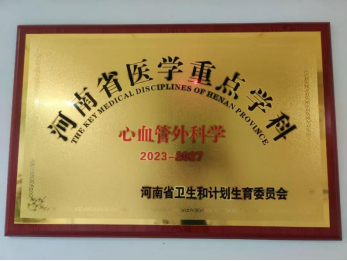 河南省医学重点学科
THE KEY MEDICAL DISCIPLINES OF HENAN PROVINCE
心血管外科学
2023-2027
河南省卫生和计划生育委员会